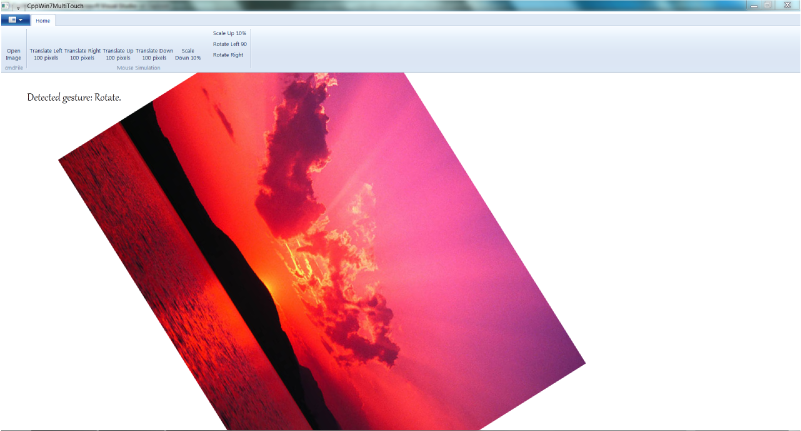 CppWin7MultiTouch
Home
Open Image
Translate Left 100 pixels
Translate Right 100 pixels
Translate Up 100 pixels
Translate Down 100 pixels
Scale Down 10%
Scale Up 10%
Rotate Left 90
Rotate Right
Mouse Simulation
Detected gesture: Rotate.